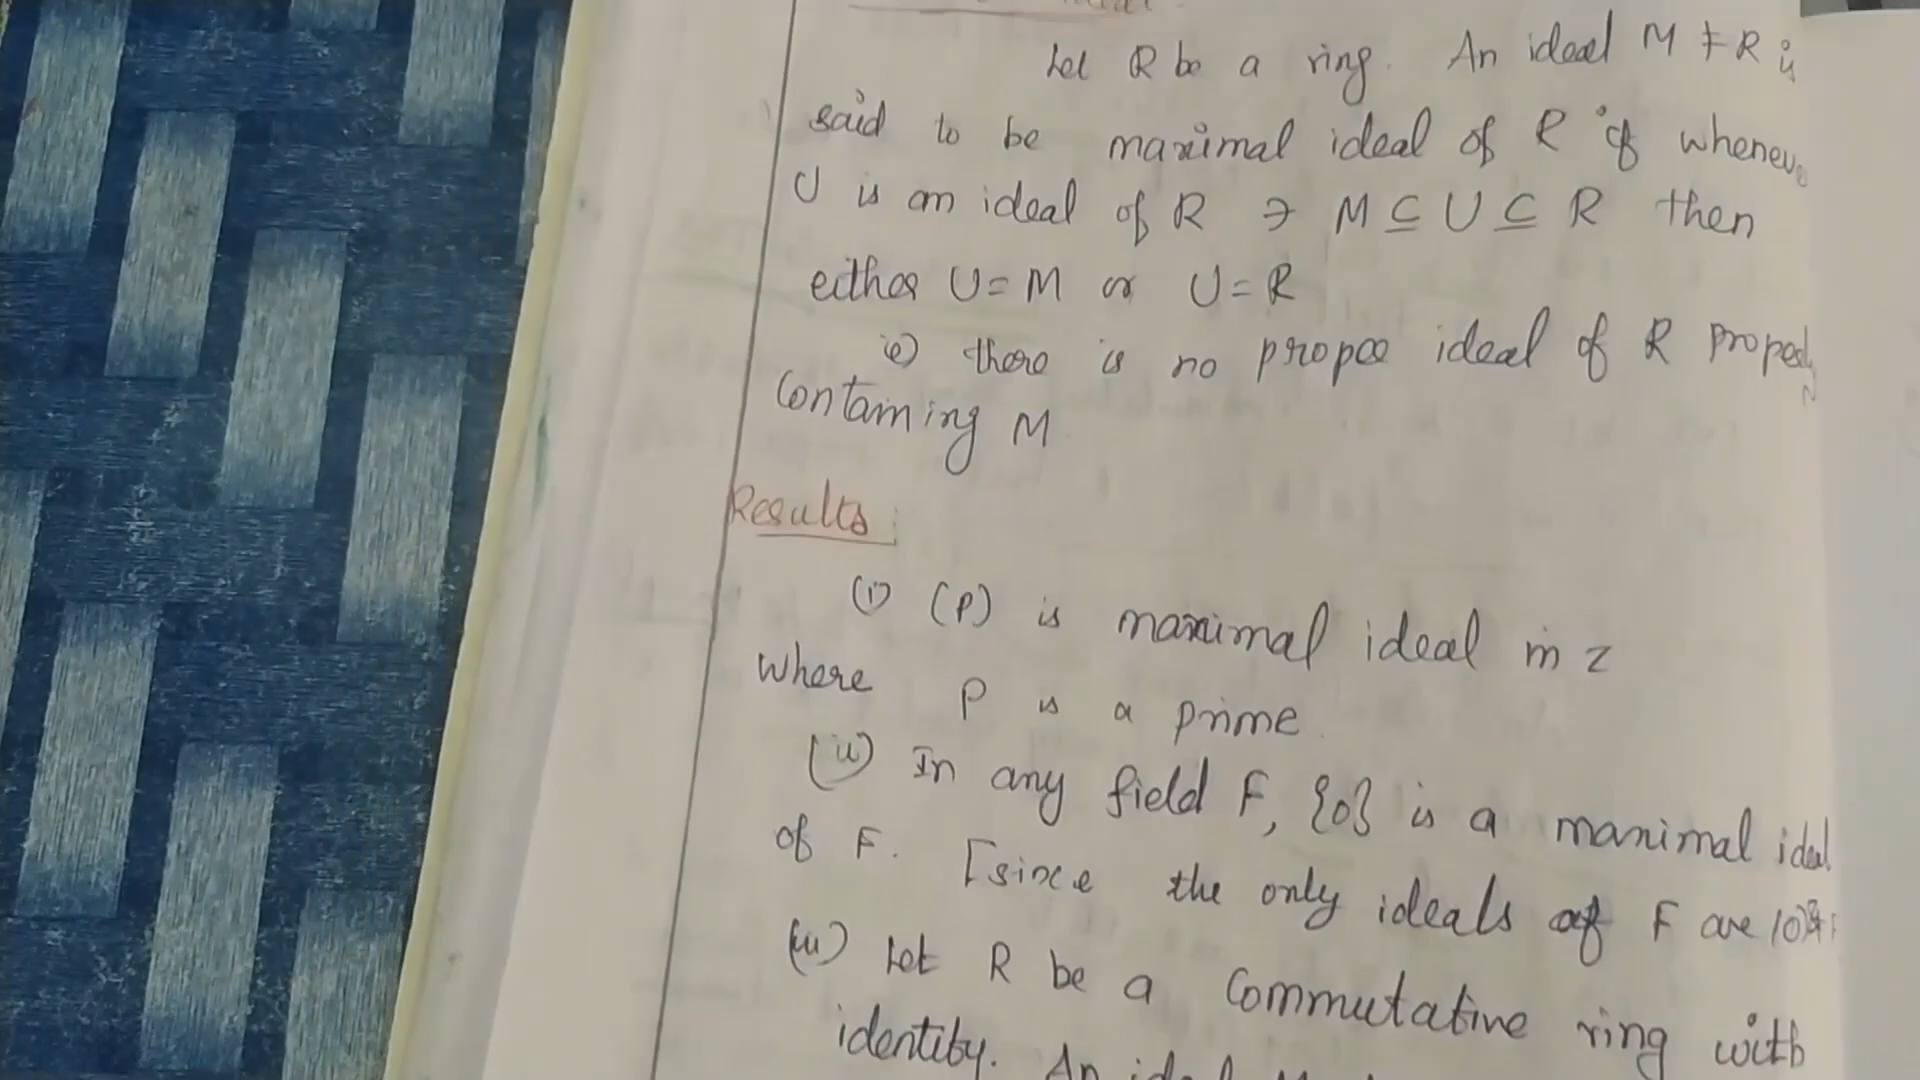 Let R be a ring. An ideal M ≠ R is
said to be maximal ideal of R if whenever
U is an ideal of R ∋ M ⊆ U ⊆ R then
either U = M or U = R
ie) there is no proper ideal of R properly
Containing M
Results:
(i) (P) is maximal ideal in Z
where P is a prime.
(ii) In any field F, {0} is a maximal ideal
of F. [since the only ideals of F are
(iii) Let R be a Commutative ring with
identity. An